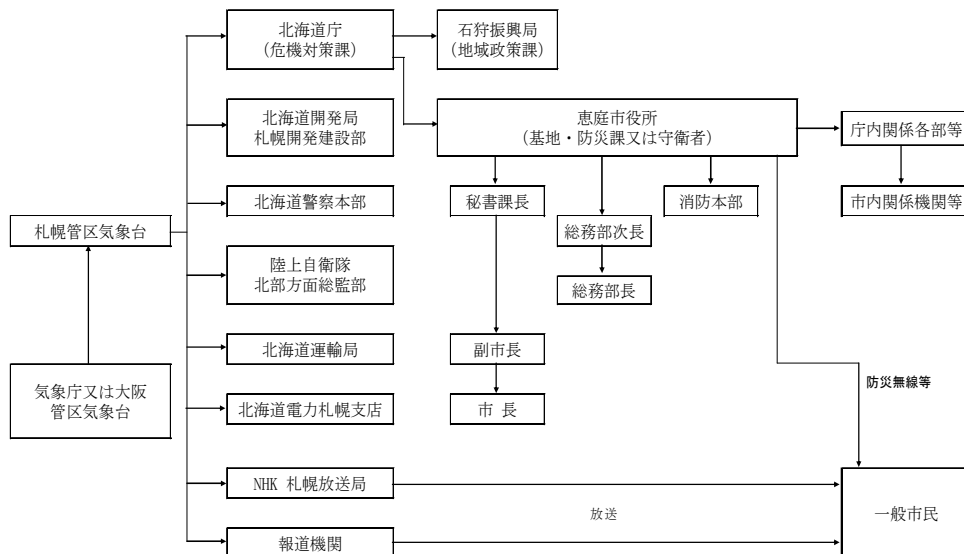 北海道庁
（危機対策課）
石狩振興局
（地域政策課）
北海道開発局
札幌開発建設部
恵庭市役所
（基地・防災課又は守衛者）
庁内関係各部等
北海道警察本部
秘書課長
消防本部
市内関係機関等
札幌管区気象台
総務部次長
陸上自衛隊
北部方面総監部
総務部長
北海道運輸局
副市長
気象庁又は大阪
管区気象台
防災無線等
北海道電力札幌支店
市 長
NHK 札幌放送局
放送
一般市民
報道機関